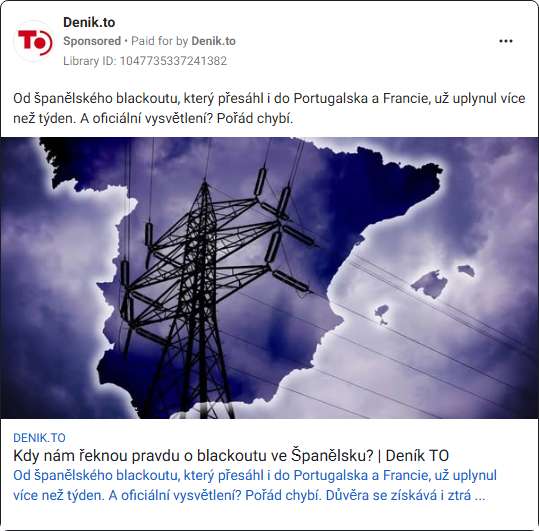 Denik.to
Sponsored • Paid for by Denik.to
Library ID: 1047735337241382
TO
Od španělského blackoutu, který přesáhl i do Portugalska a Francie, už uplynul více
než týden. A oficiální vysvětlení? Pořád chybí.
DENIK.TO
Kdy nám řeknou pravdu o blackoutu ve Španělsku? | Deník TO
Od španělského blackoutu, který přesáhl i do Portugalska a Francie, už uplynul
více než týden. A oficiální vysvětlení? Pořád chybí. Důvěra se získává i ztrá ...